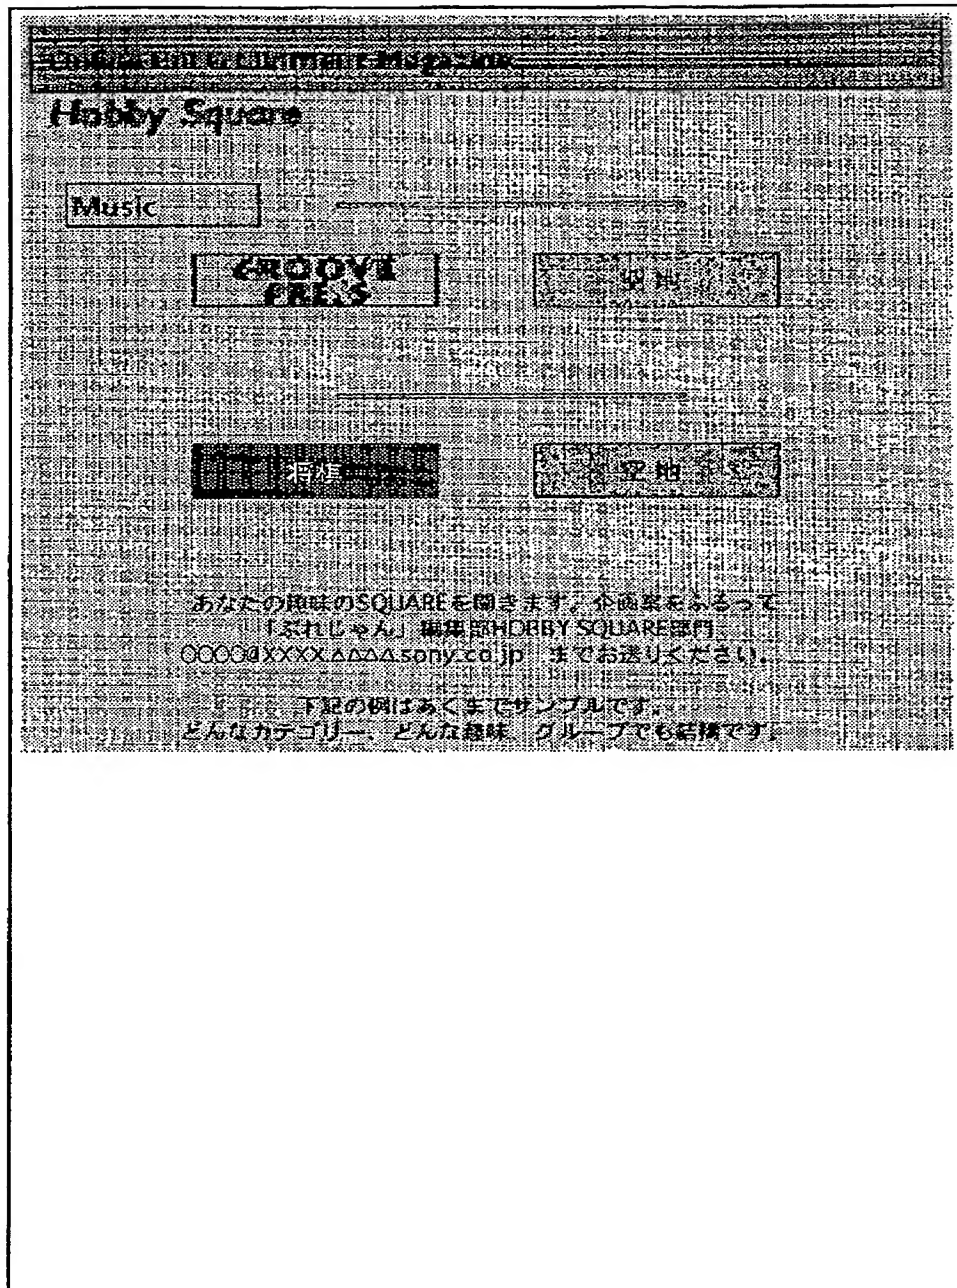 Online Entertainment Magazine
Hobby Square
Music
GROOVE
PRESS
空地
空地
あなたの趣味のSQUAREを開きます。企画案をふるって
「ぷれじゃん」編集部HOBBY SQUARE部門
○○○○@XXXX.△△△△.sony.co.jp までお送りください。
下記の例はあくまでサンプルです。
どんなカテゴリー、どんな趣味、グループでも結構です。